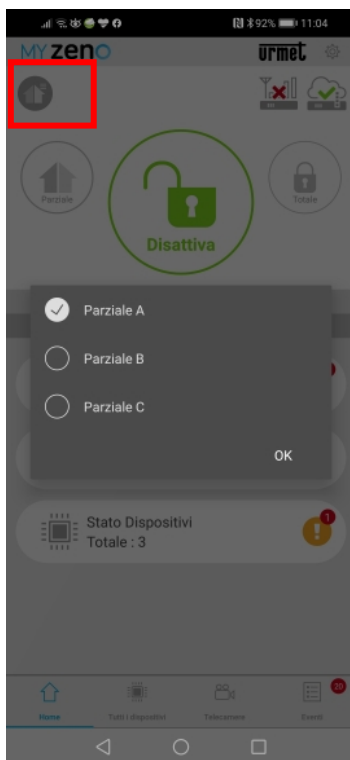 92% 11:04
MY zeno urmet
Parziale
Totale
Disattiva
Parziale A
Parziale B
Parziale C
OK
1
Stato Dispositivi
Totale : 3
20
Home Tutti i dispositivi Telecamere Eventi